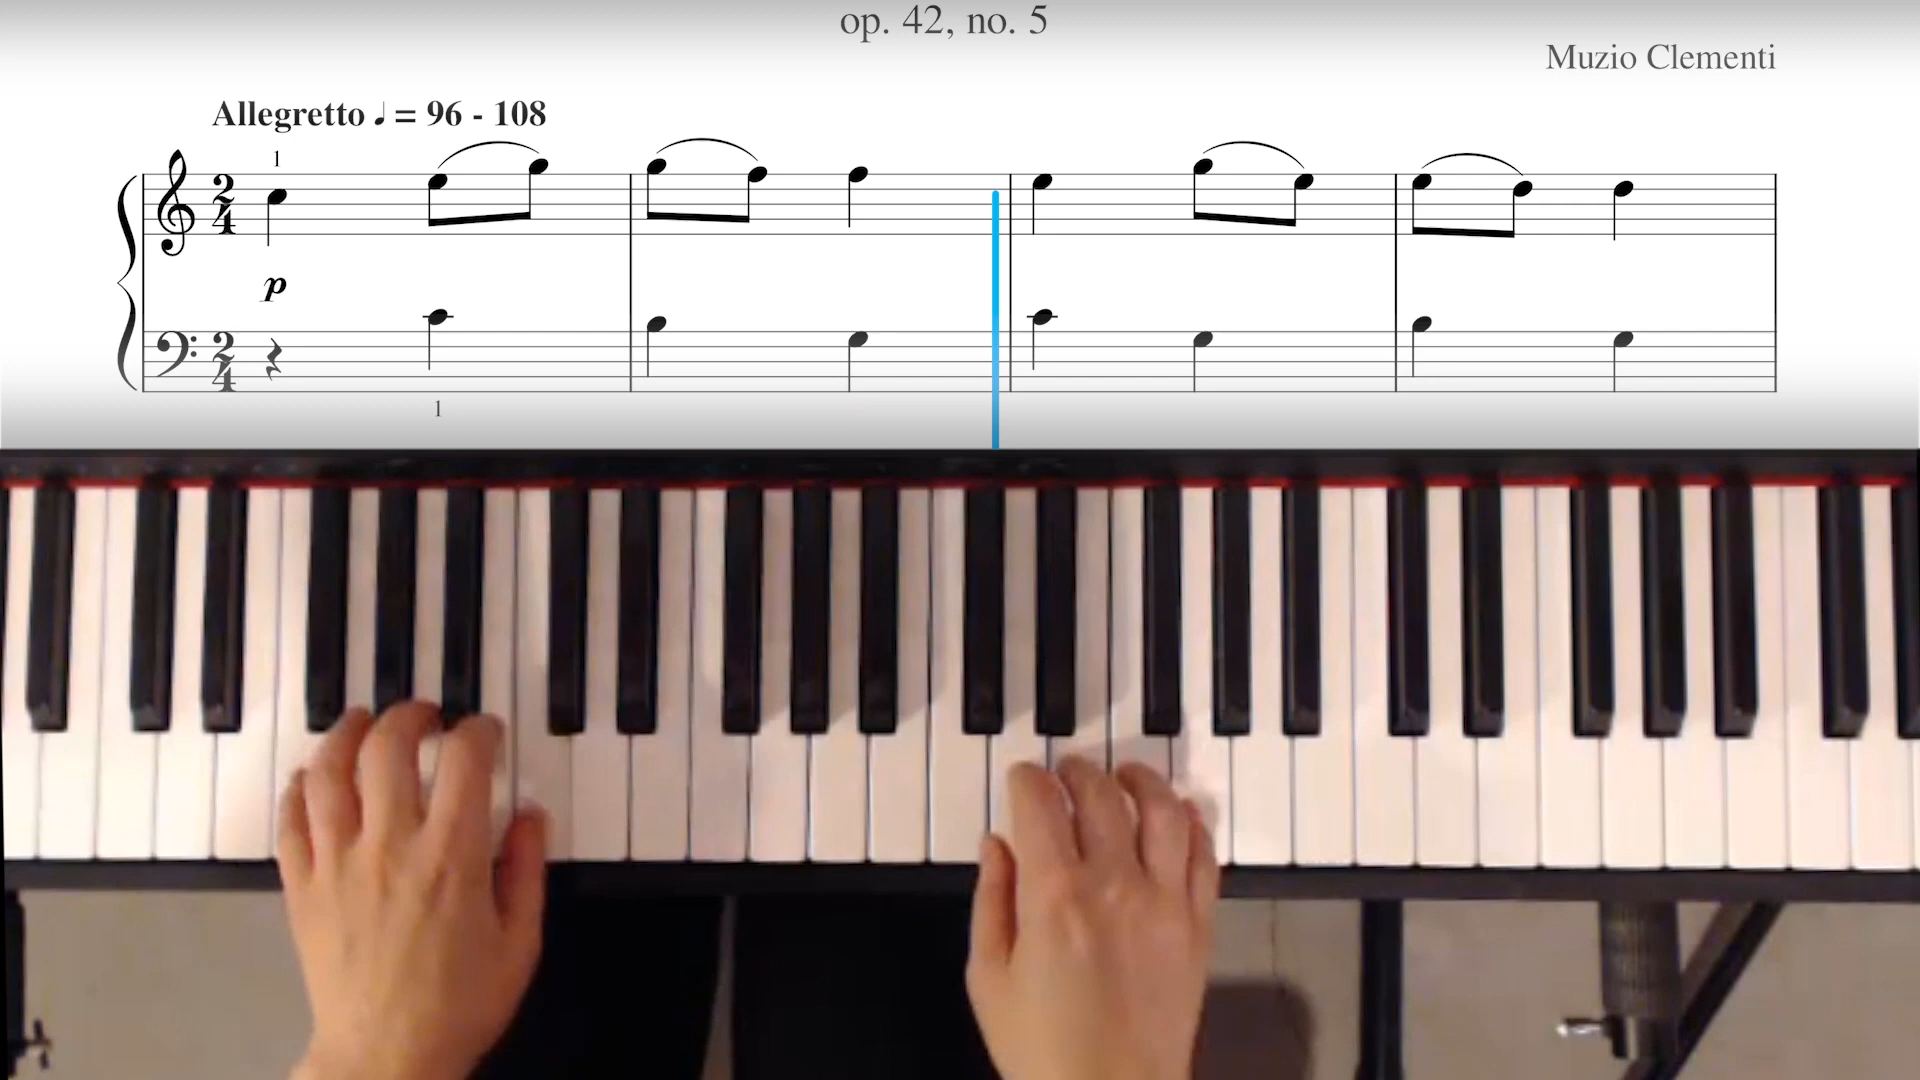 op. 42, no. 5
Muzio Clementi
Allegretto ♩ = 96 - 108
1
2
4
p
2
4
1